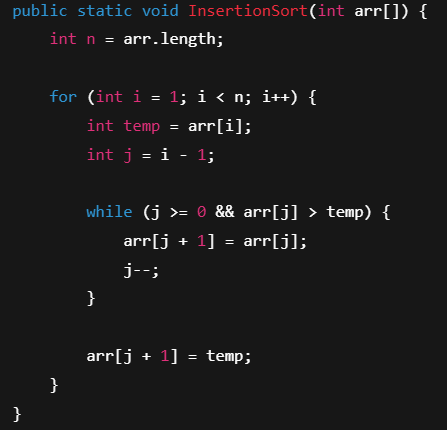 public static void InsertionSort(int arr[]) {
    int n = arr.length;
    for (int i = 1; i < n; i++) {
        int temp = arr[i];
        int j = i - 1;
        while (j >= 0 && arr[j] > temp) {
            arr[j + 1] = arr[j];
            j--;
        }
        arr[j + 1] = temp;
    }
}